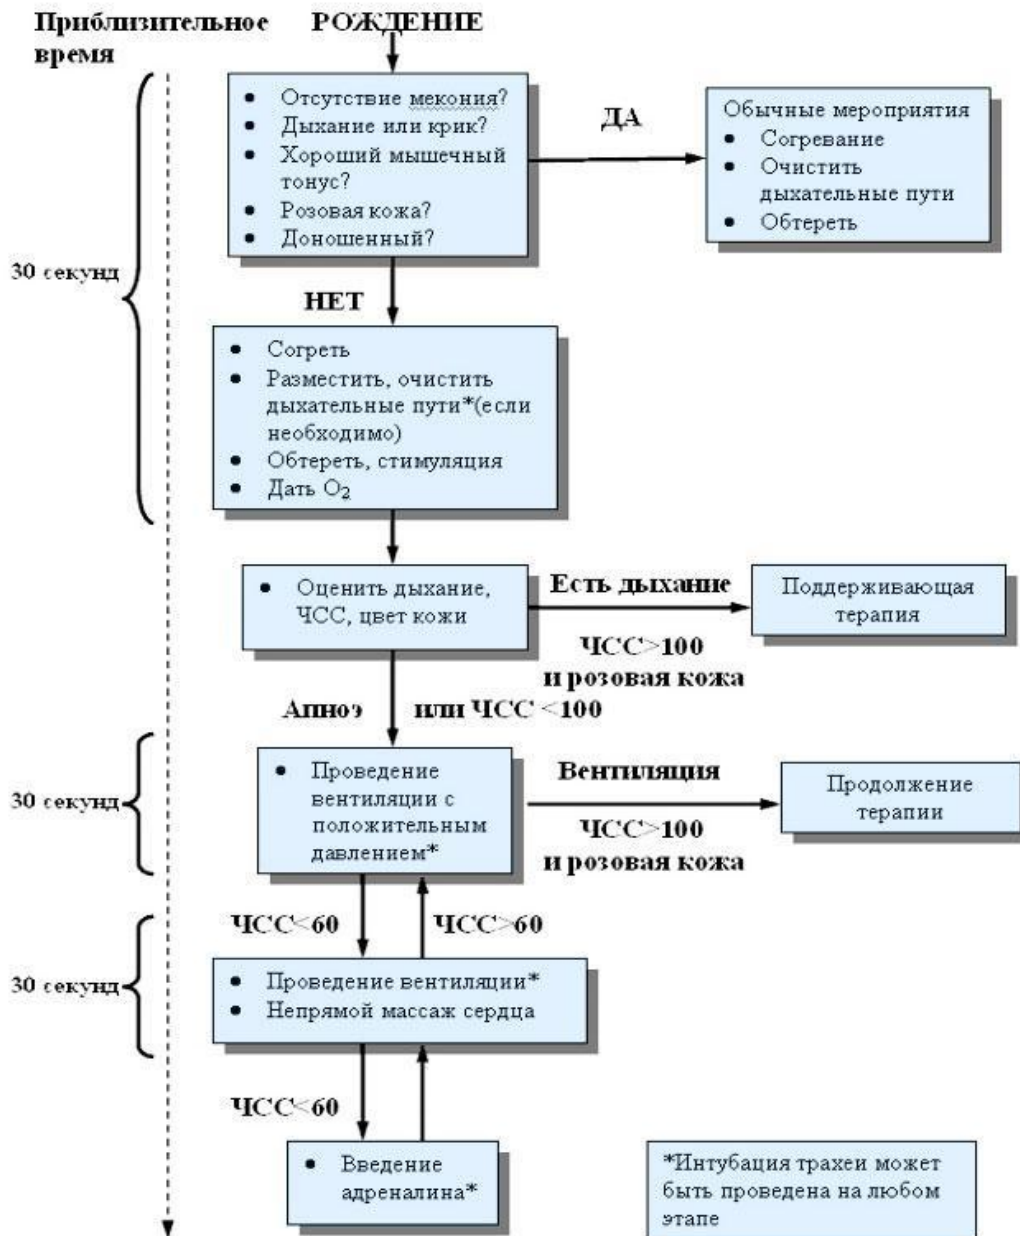 Приблизительное
время
РОЖДЕНИЕ
• Отсутствие мекония?
• Дыхание или крик?
• Хороший мышечный
тонус?
• Розовая кожа?
• Доношенный?
ДА
Обычные мероприятия
• Согревание
• Очистить
дыхательные пути
• Обтереть
30 секунд
НЕТ
• Согреть
• Разместить, очистить
дыхательные пути*(если
необходимо)
• Обтереть, стимуляция
• Дать O₂
• Оценить дыхание,
ЧСС, цвет кожи
Есть дыхание
ЧСС>100
и розовая кожа
Поддерживающая
терапия
Апноэ или ЧСС <100
30 секунд
• Проведение
вентиляции с
положительным
давлением*
Вентиляция
ЧСС>100
и розовая кожа
Продолжение
терапии
ЧСС<60
ЧСС>60
30 секунд
• Проведение вентиляции*
• Непрямой массаж сердца
ЧСС<60
• Введение
адреналина*
*Интубация трахеи может
быть проведена на любом
этапе